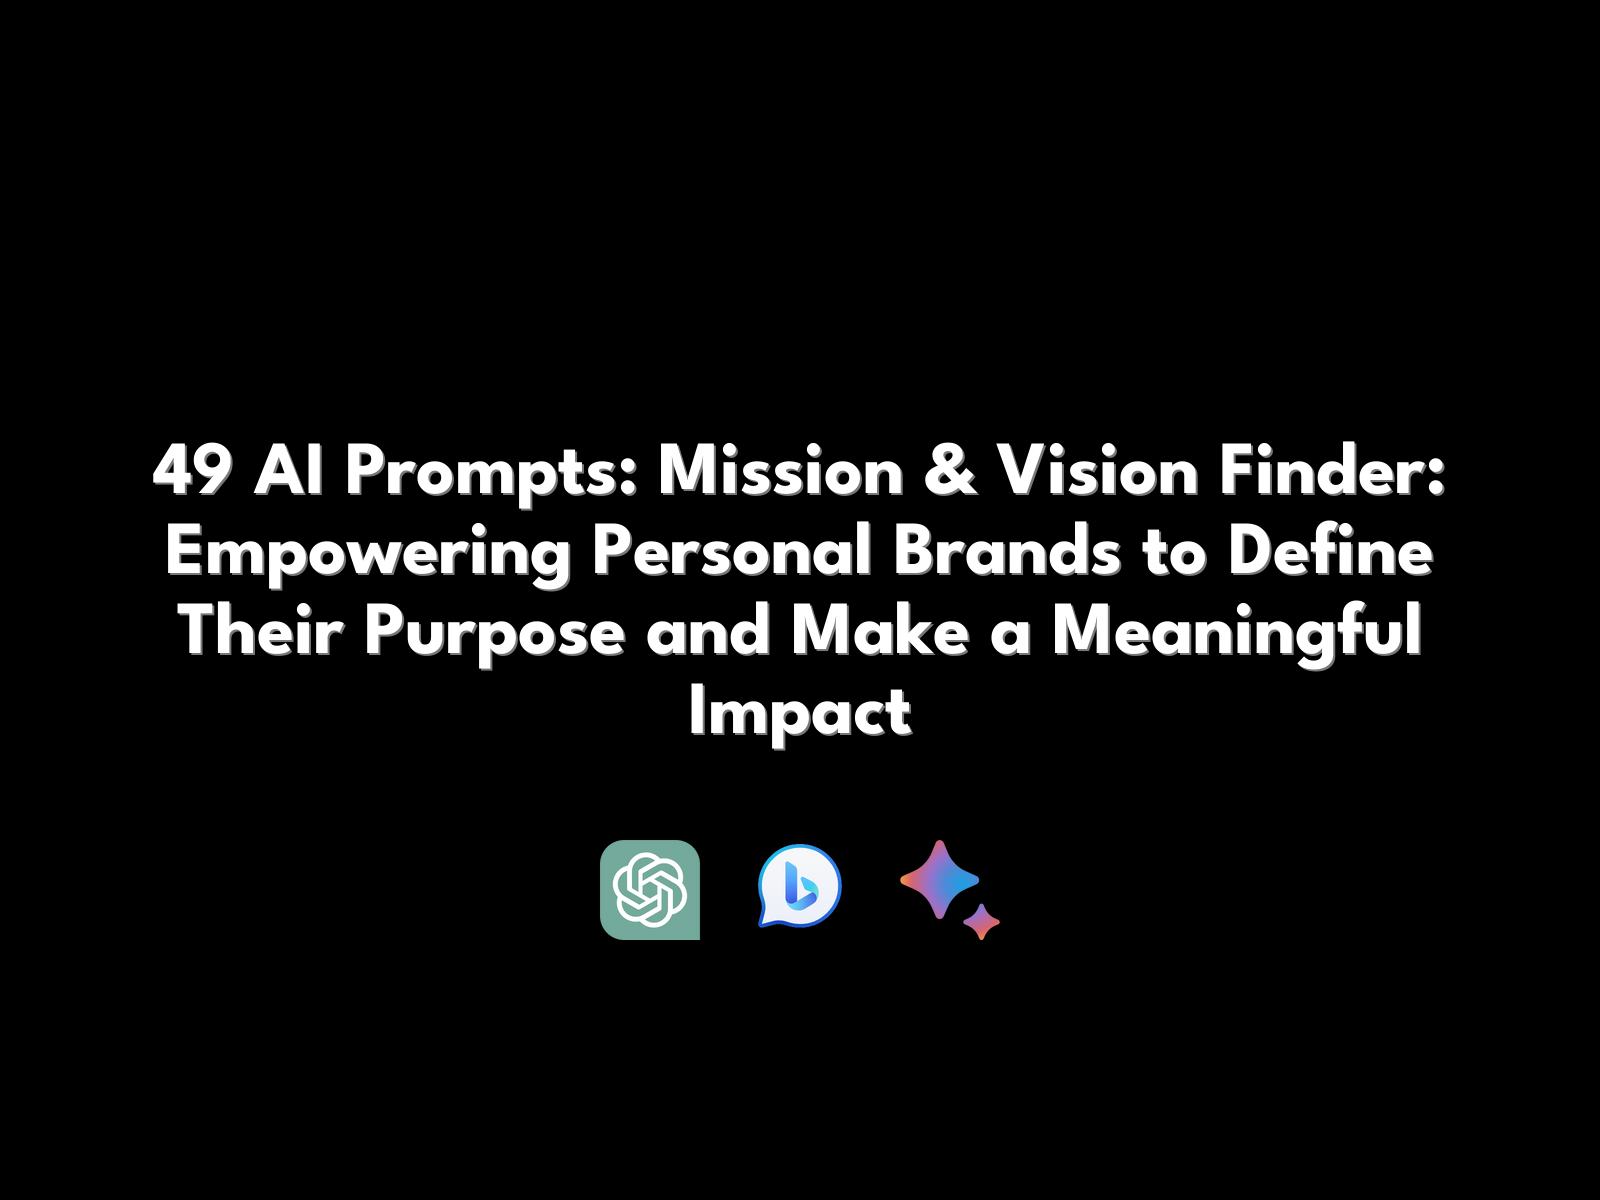 49 AI Prompts: Mission & Vision Finder:
Empowering Personal Brands to Define
Their Purpose and Make a Meaningful
Impact